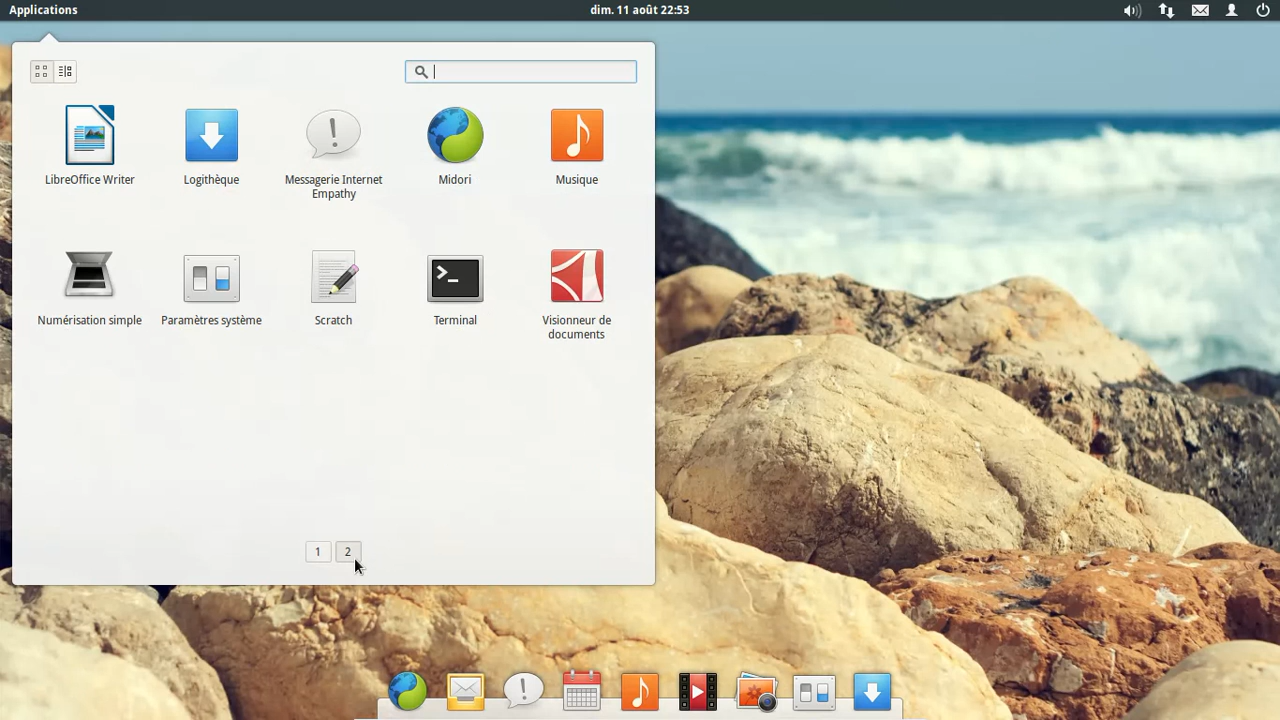 Applications
dim. 11 août 22:53
LibreOffice Writer
Logithèque
Messagerie Internet
Empathy
Midori
Musique
Numérisation simple
Paramètres système
Scratch
Terminal
Visionneur de
documents
1
2